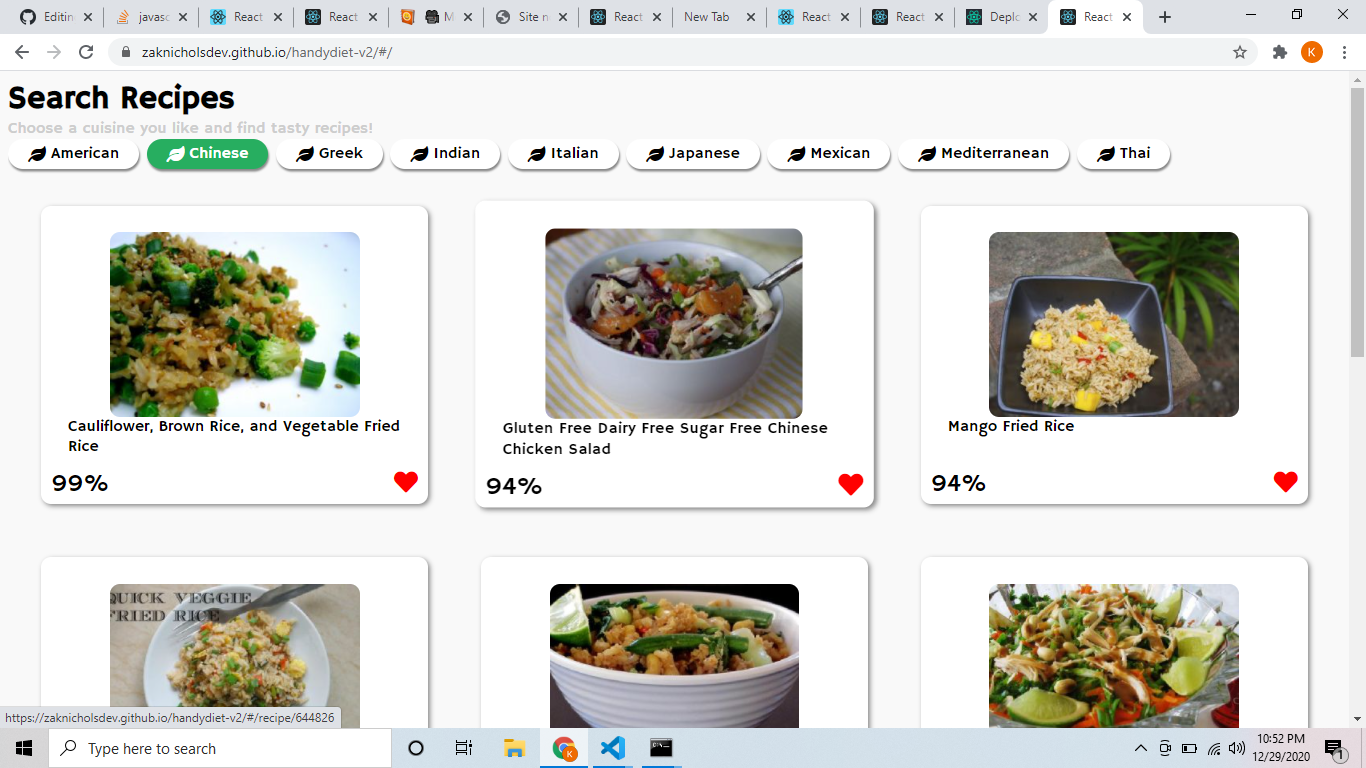 Editin
javasc
React
React
M
Site n
React
New Tab
React
React
Deplo
React
zaknicholsdev.github.io/handydiet-v2/#/
K
Search Recipes
Choose a cuisine you like and find tasty recipes!
American Chinese Greek Indian Italian Japanese Mexican Mediterranean Thai
Cauliflower, Brown Rice, and Vegetable Fried
Rice
99%
Gluten Free Dairy Free Sugar Free Chinese
Chicken Salad
94%
Mango Fried Rice
94%
QUICK VEGGIE
FRIED RICE
https://zaknicholsdev.github.io/handydiet-v2/#/recipe/644826
Type here to search
K
10:52 PM
12/29/2020
1